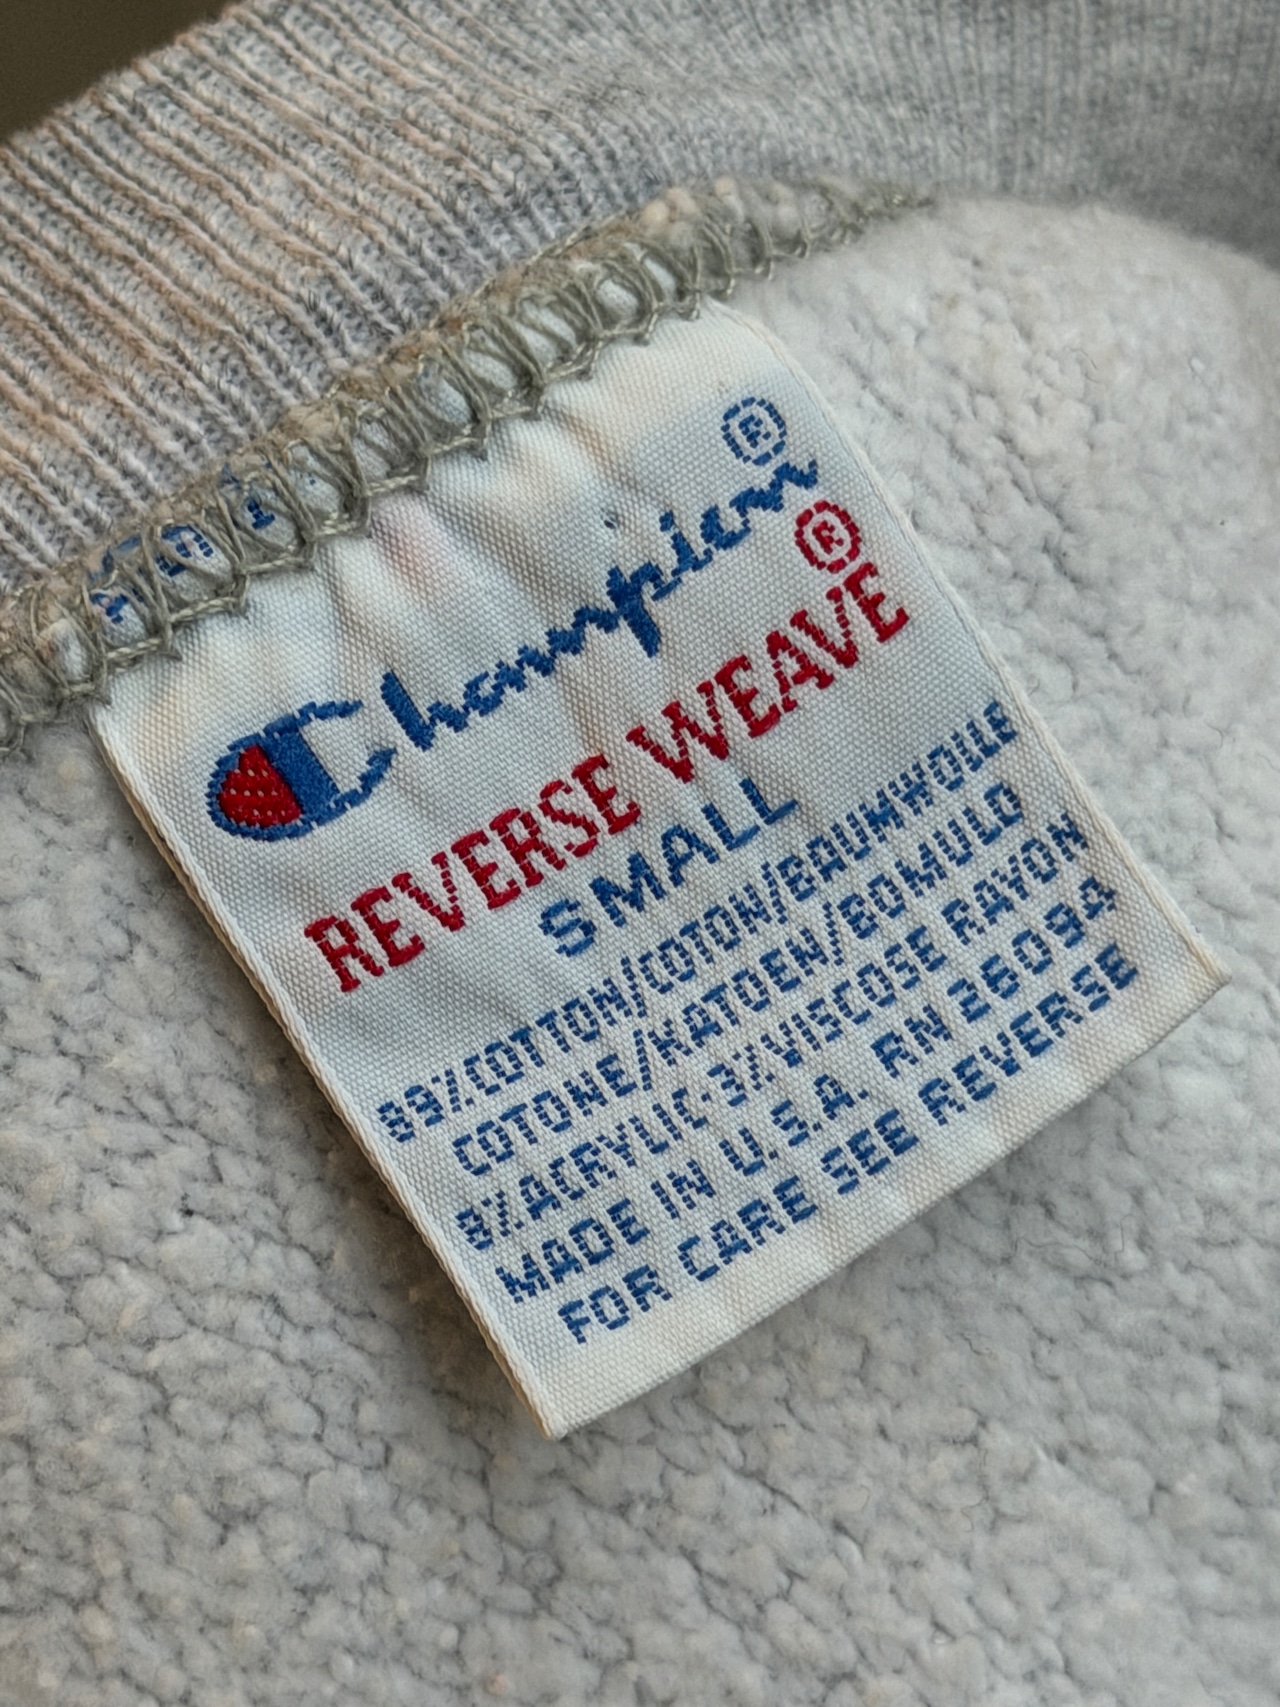 Champion®
REVERSE WEAVE®
SMALL
89%COTTON/COTON/BAUMWOLLE
COTONE/KATOEN/BOMULD
8%ACRYLIC·3%VISCOSE RAYON
MADE IN U.S.A. RN 26094
FOR CARE SEE REVERSE